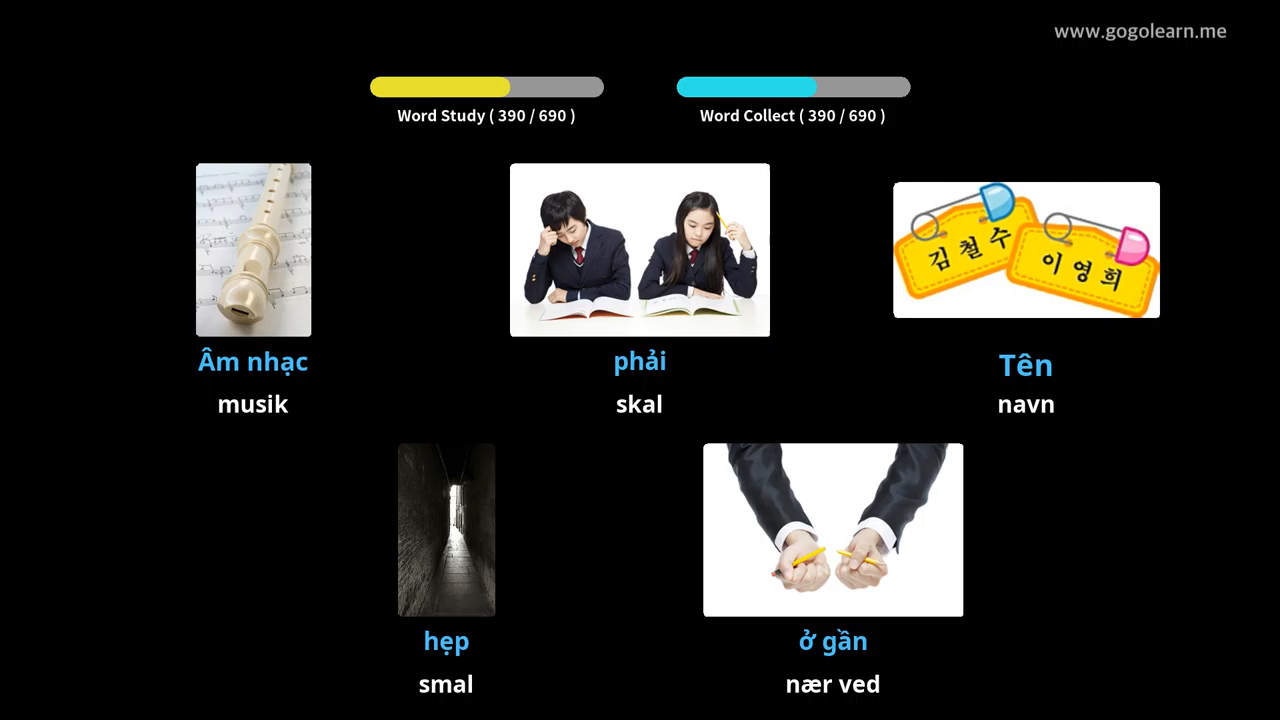 www.gogolearn.me
Word Study ( 390 / 690 )
Word Collect ( 390 / 690 )
김철수
이영희
Âm nhạc
musik
phải
skal
Tên
navn
hẹp
smal
ở gần
nær ved